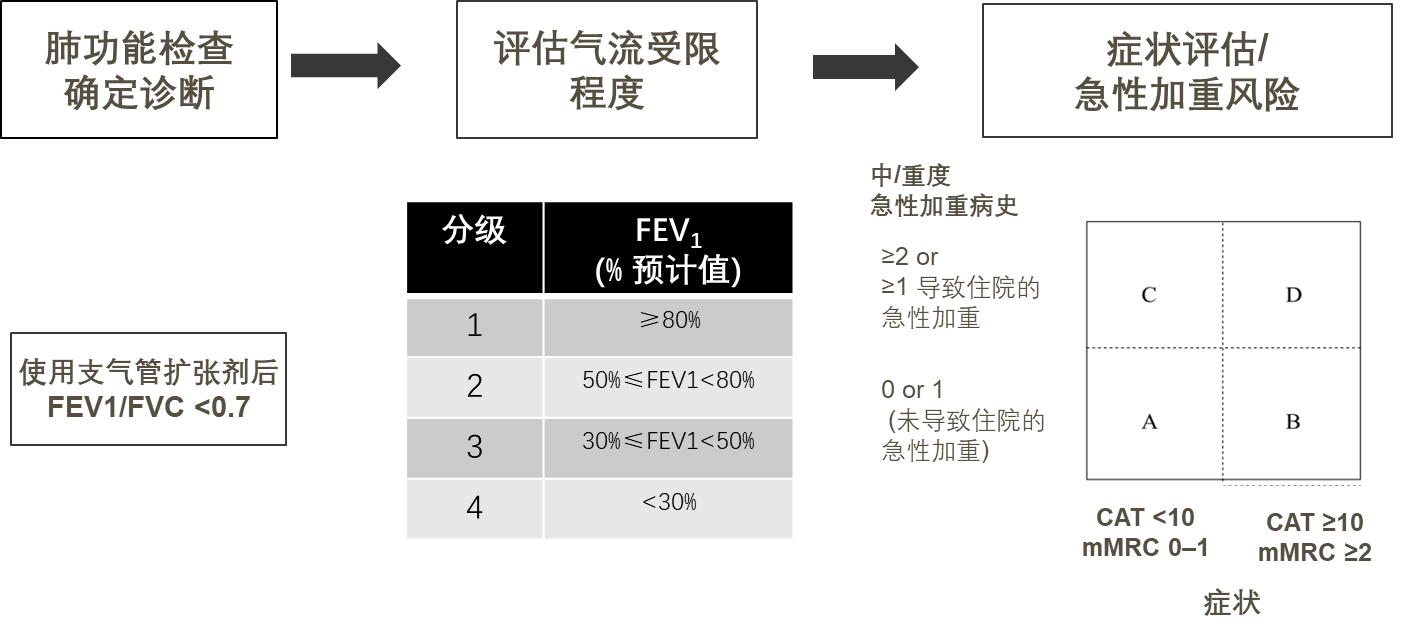 肺功能检查
确定诊断
评估气流受限
程度
症状评估/
急性加重风险
使用支气管扩张剂后
FEV1/FVC <0.7
分级
FEV1
(% 预计值)
1
≥80%
2
50%≤FEV1<80%
3
30%≤FEV1<50%
4
<30%
中/重度
急性加重病史
≥2 or
≥1 导致住院的
急性加重
0 or 1
(未导致住院的
急性加重)
C
D
A
B
CAT <10
mMRC 0–1
CAT ≥10
mMRC ≥2
症状